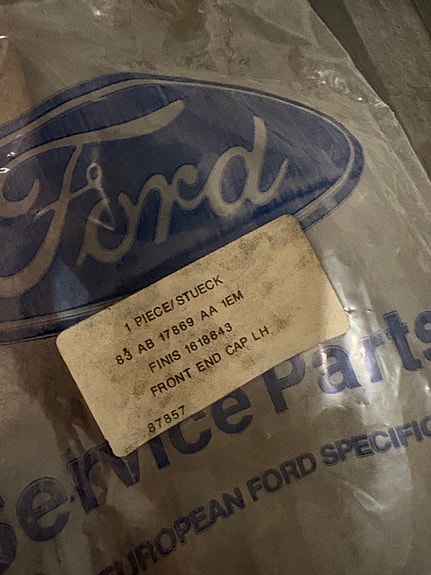 Ford
1 PIECE/STUECK
83 AB 17869 AA 1EM
FINIS 1618643
FRONT END CAP LH
87857
Service Parts
EUROPEAN FORD SPECIFIC